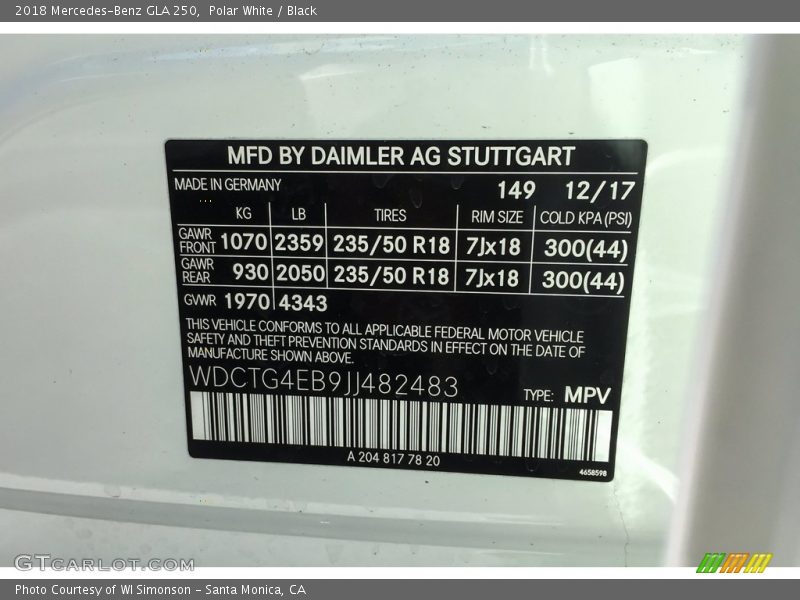 2018 Mercedes-Benz GLA 250,  Polar White / Black
MFD BY DAIMLER AG STUTTGART
MADE IN GERMANY 149 12/17
KG LB TIRES RIM SIZE COLD KPA (PSI)
GAWR FRONT 1070 2359 235/50 R18 7Jx18 300(44)
GAWR REAR 930 2050 235/50 R18 7Jx18 300(44)
GVWR 1970 4343
THIS VEHICLE CONFORMS TO ALL APPLICABLE FEDERAL MOTOR VEHICLE
SAFETY AND THEFT PREVENTION STANDARDS IN EFFECT ON THE DATE OF
MANUFACTURE SHOWN ABOVE.
WDCTG4EB9JJ482483 TYPE: MPV
A 204 817 78 20
4658598
GTCARLOT.COM
Photo Courtesy of WI Simonson - Santa Monica, CA